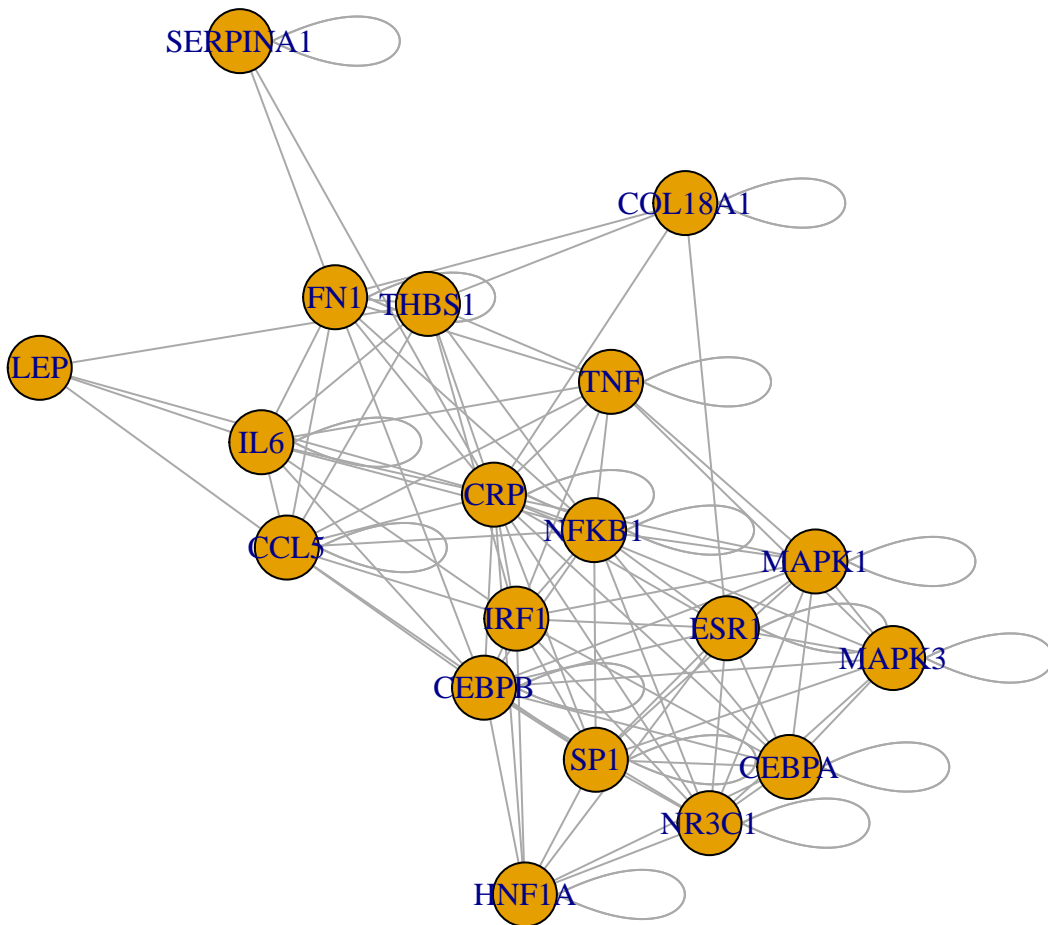 SERPINA1
COL18A1
FN1
THBS1
LEP
TNF
IL6
CRP
NFKB1
CCL5
MAPK1
IRF1
ESR1
MAPK3
CEBPB
SP1
CEBPA
NR3C1
HNF1A